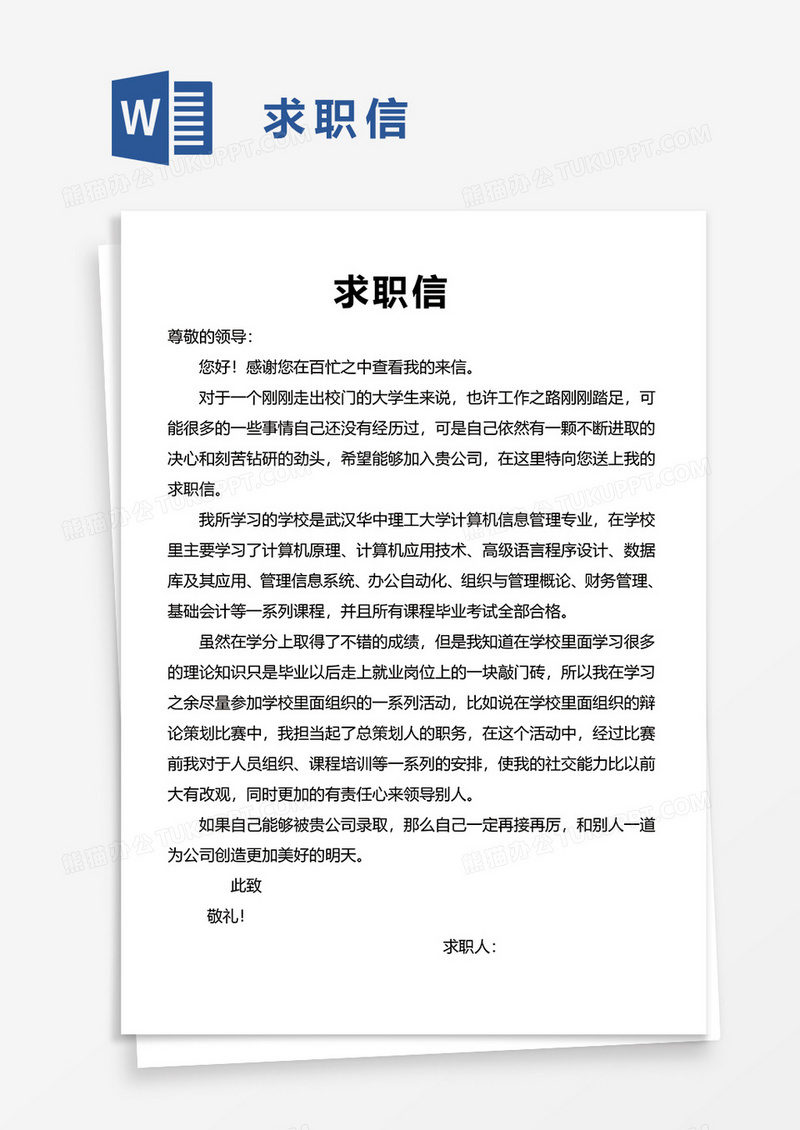 W
求职信
求职信
尊敬的领导：
您好！感谢您在百忙之中查看我的来信。
对于一个刚刚走出校门的大学生来说，也许工作之路刚刚踏足，可
能很多的一些事情自己还没有经历过，可是自己依然有一颗不断进取的
决心和刻苦钻研的劲头，希望能够加入贵公司，在这里特向您送上我的
求职信。
我所学习的学校是武汉华中理工大学计算机信息管理专业，在学校
里主要学习了计算机原理、计算机应用技术、高级语言程序设计、数据
库及其应用、管理信息系统、办公自动化、组织与管理概论、财务管理、
基础会计等一系列课程，并且所有课程毕业考试全部合格。
虽然在学分上取得了不错的成绩，但是我知道在学校里面学习很多
的理论知识只是毕业以后走上就业岗位上的一块敲门砖，所以我在学习
之余尽量参加学校里面组织的一系列活动，比如说在学校里面组织的辩
论策划比赛中，我担当起了总策划人的职务，在这个活动中，经过比赛
前我对于人员组织、课程培训等一系列的安排，使我的社交能力比以前
大有改观，同时更加的有责任心来领导别人。
如果自己能够被贵公司录取，那么自己一定再接再厉，和别人一道
为公司创造更加美好的明天。
此致
敬礼！
求职人：
熊猫办公 TUKUPPT.COM
熊猫办公 TUKUPPT.COM